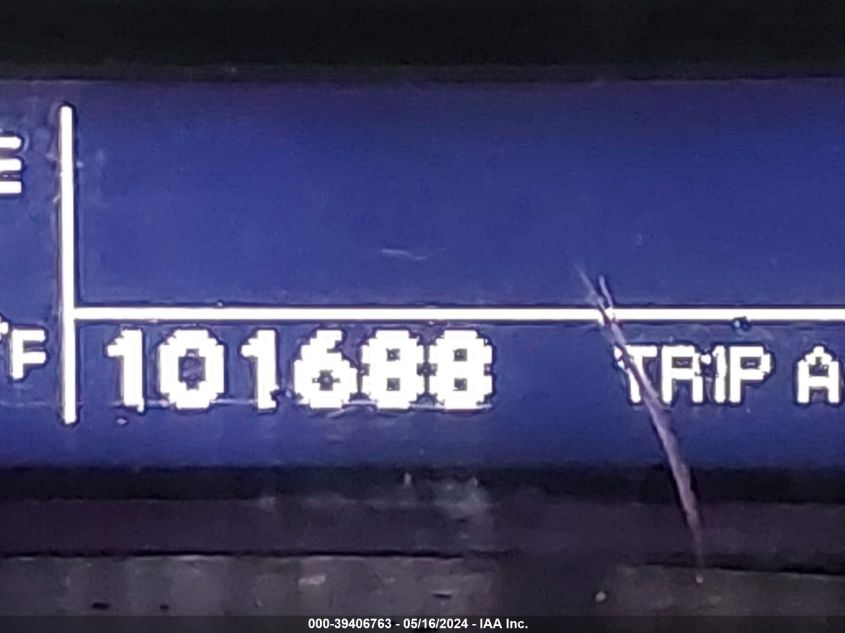 E
°F
101688
TRIP A
000-39406763 - 05/16/2024 - IAA Inc.